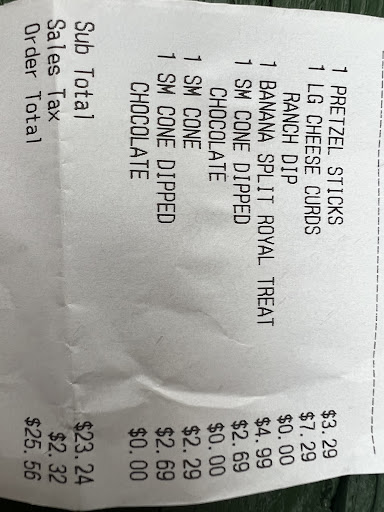 1 PRETZEL STICKS $3.29
1 LG CHEESE CURDS $7.29
RANCH DIP $0.00
1 BANANA SPLIT ROYAL TREAT $4.99
1 SM CONE DIPPED $2.69
CHOCOLATE $0.00
1 SM CONE $2.29
1 SM CONE DIPPED $2.69
CHOCOLATE $0.00
Sub Total $23.24
Sales Tax $2.32
Order Total $25.56